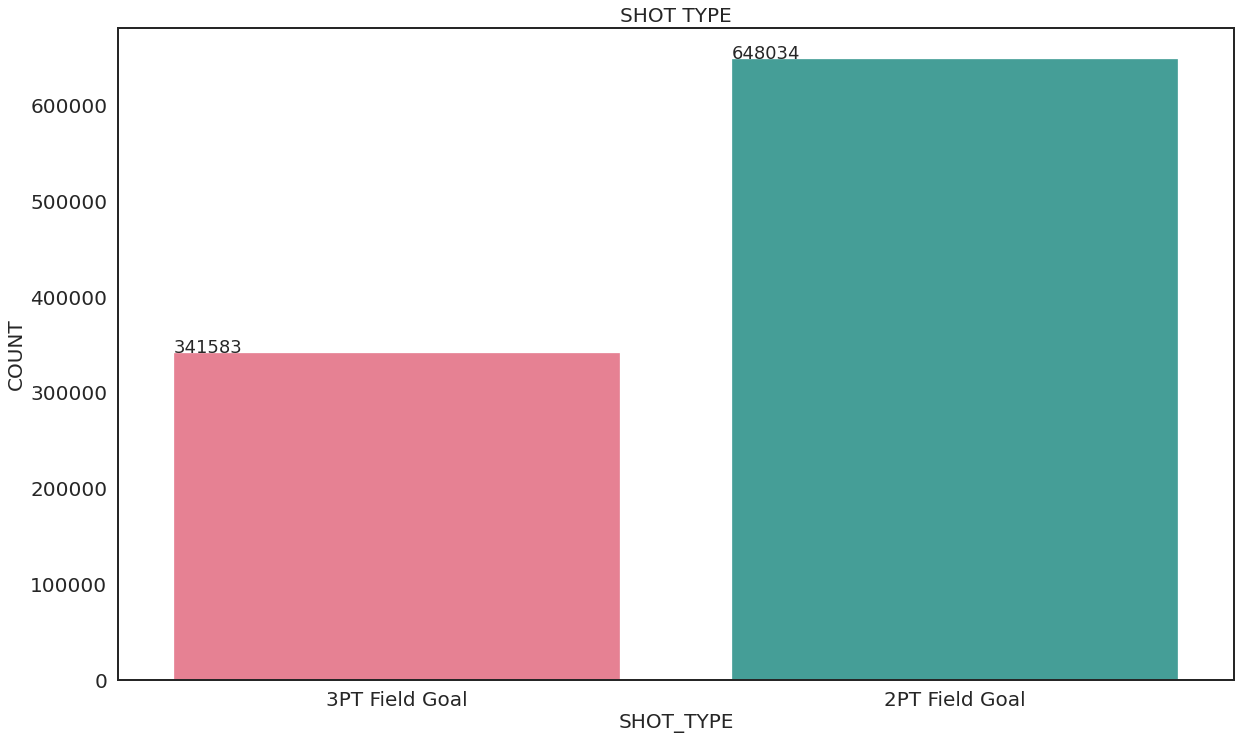 SHOT TYPE
648034
600000
500000
400000
341583
300000
200000
100000
0
COUNT
3PT Field Goal
2PT Field Goal
SHOT_TYPE